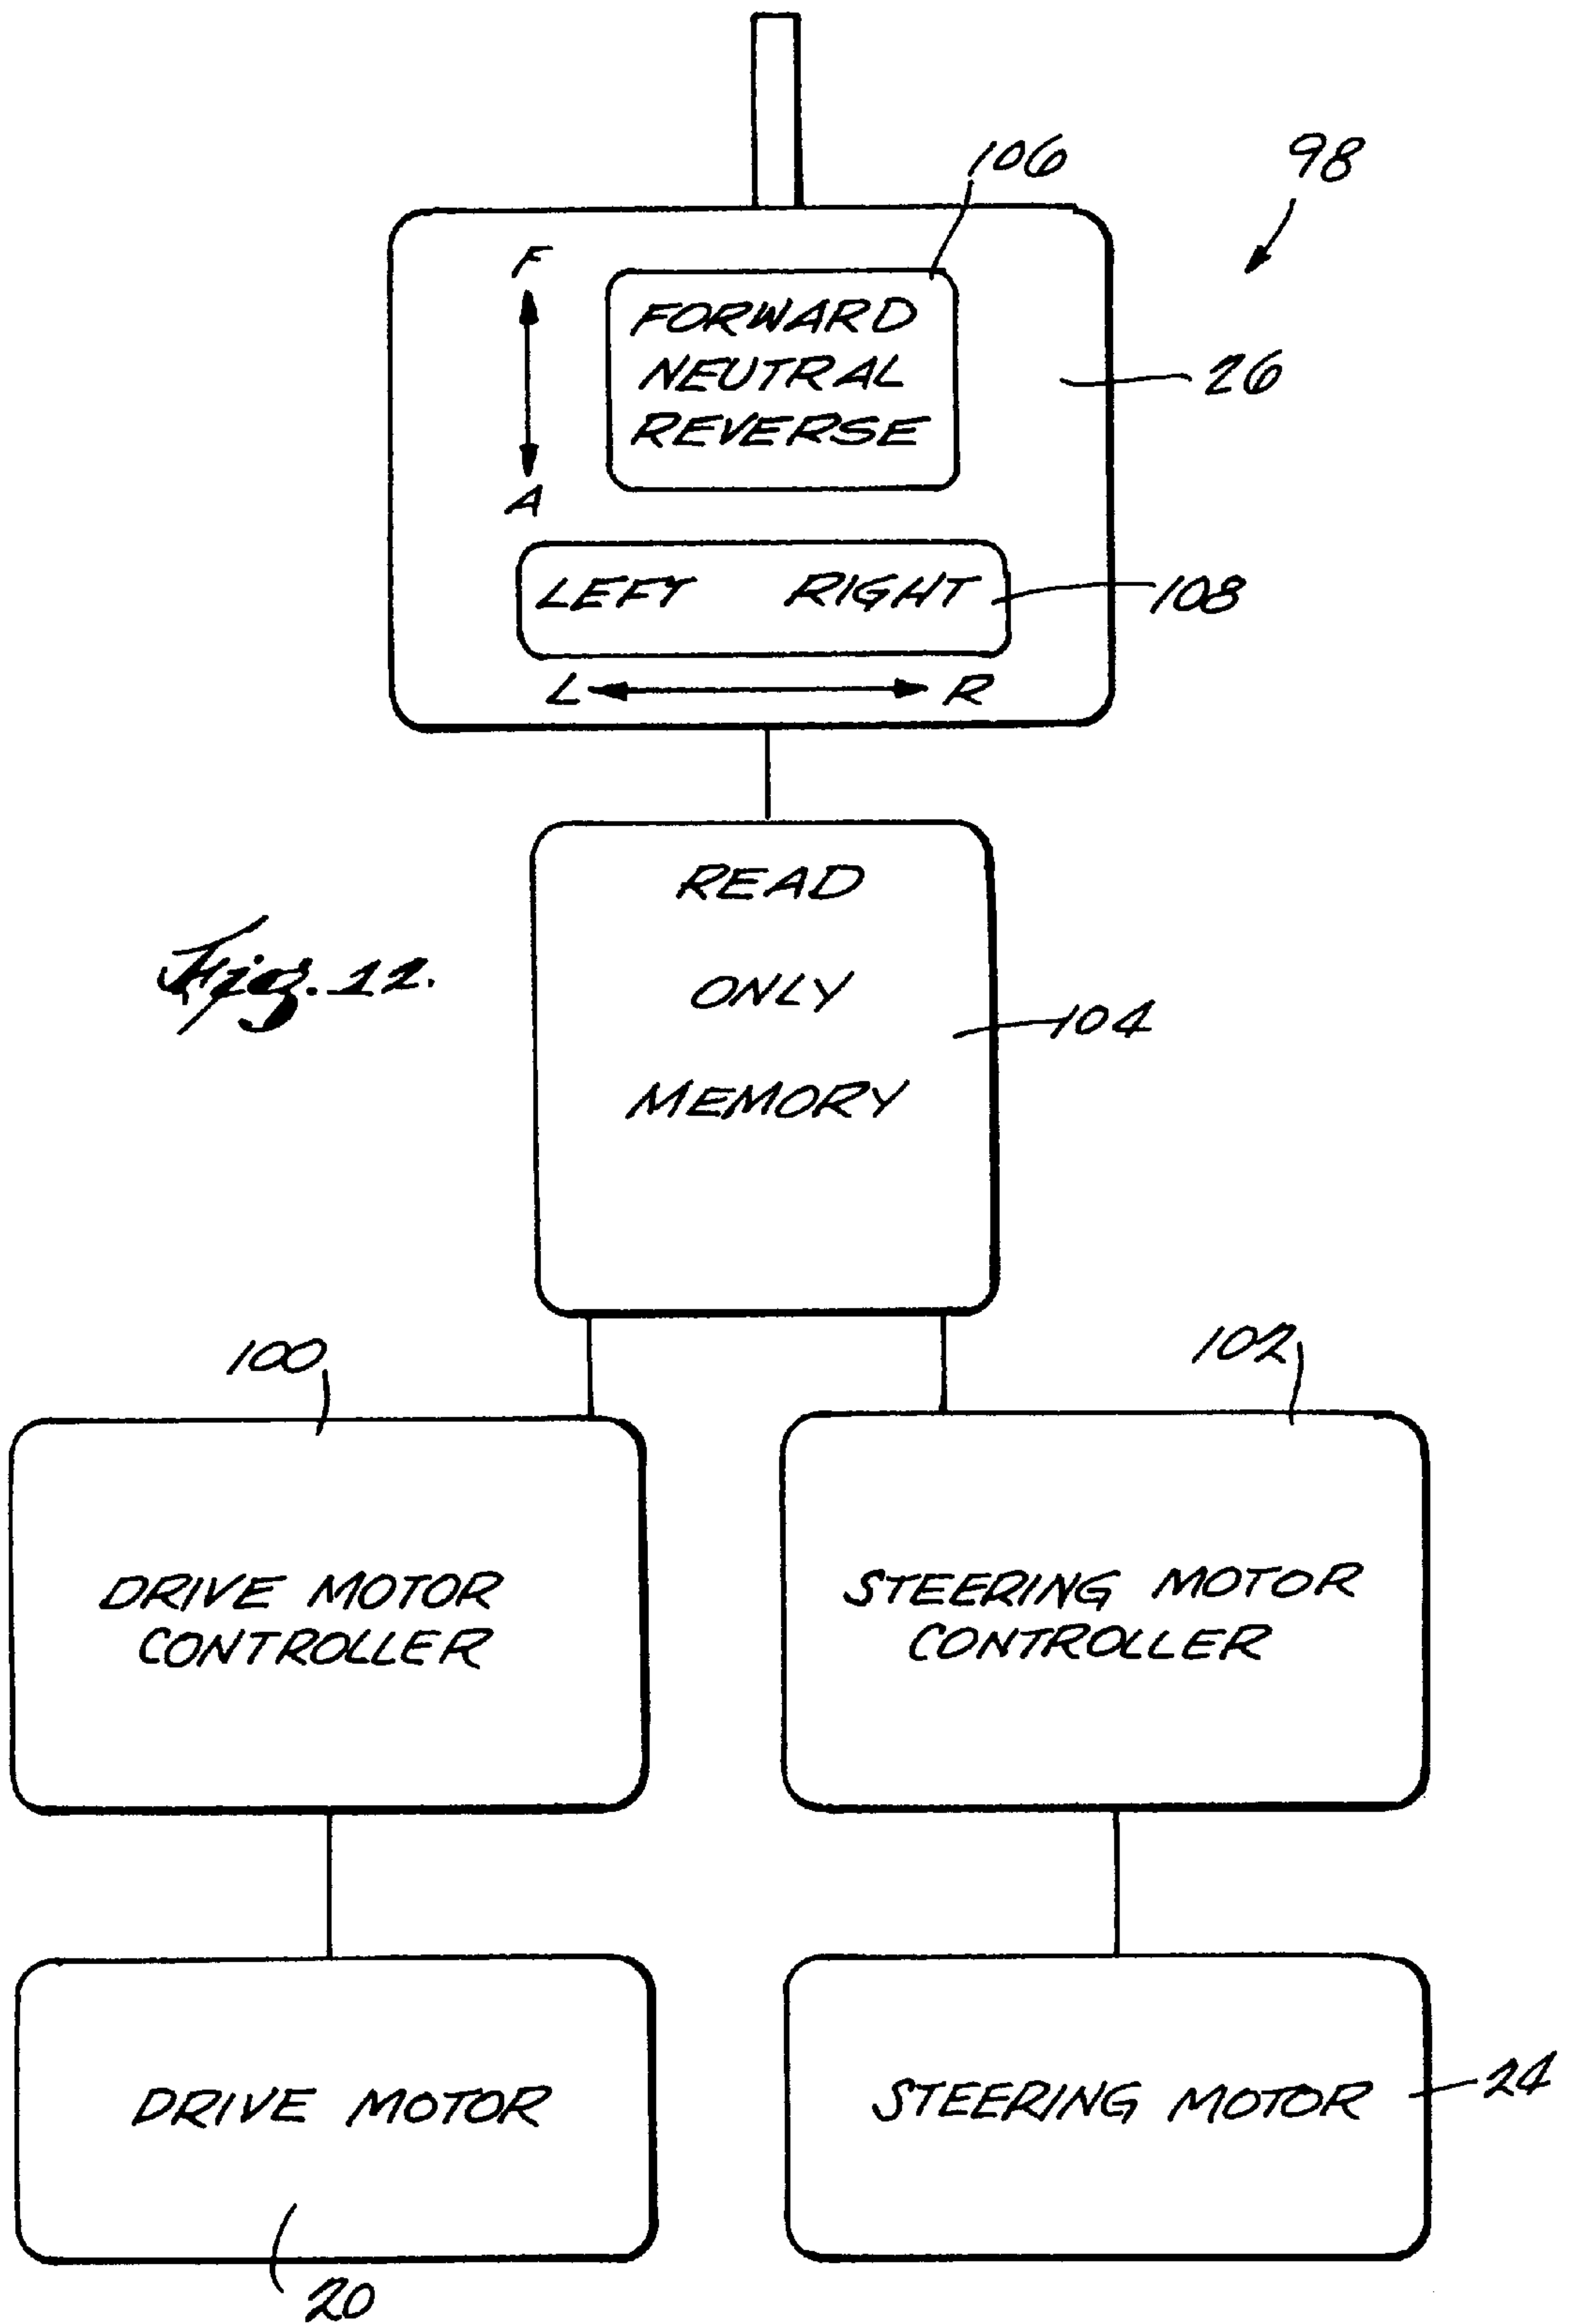 106
98
F
FORWARD
NEUTRAL
REVERSE
26
A
LEFT RIGHT
108
L R
READ
ONLY
MEMORY
Fig. 12.
104
100
102
DRIVE MOTOR
CONTROLLER
STEERING MOTOR
CONTROLLER
DRIVE MOTOR
STEERING MOTOR
24
20